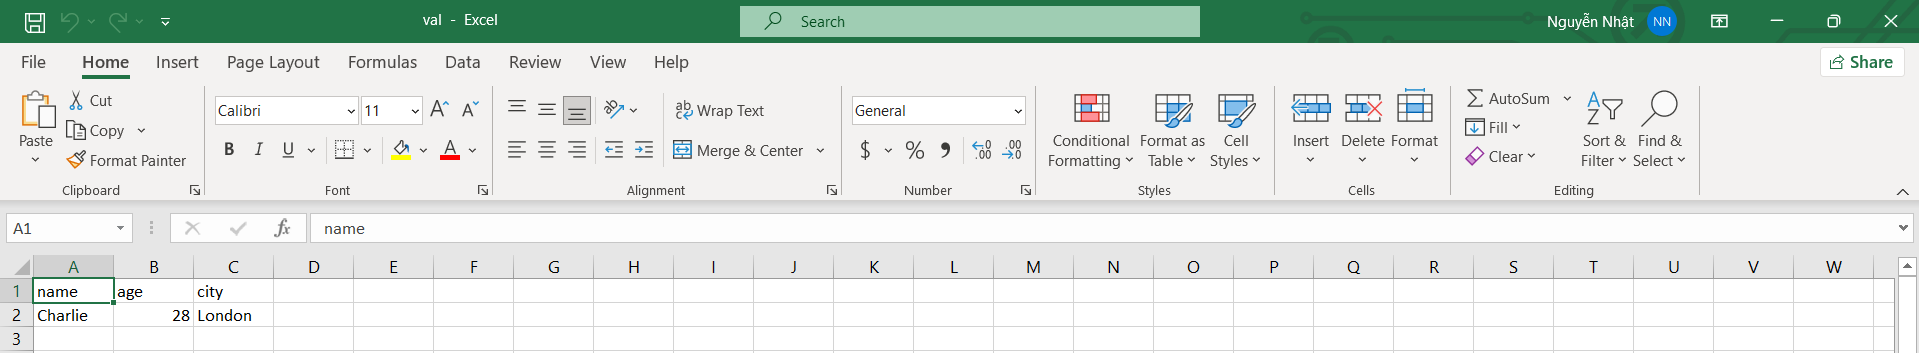 val - Excel
Search
Nguyễn Nhật NN
File Home Insert Page Layout Formulas Data Review View Help
Share
Paste
Cut
Copy
Format Painter
Clipboard
Calibri 11
B I U A
Font
ab Wrap Text
Merge & Center
Alignment
General
$ % , .00 .0
Number
Conditional Formatting
Format as Table
Cell Styles
Styles
Insert Delete Format
Cells
AutoSum
Fill
Clear
Sort & Filter
Find & Select
Editing
A1 fx name
A B C D E F G H I J K L M N O P Q R S T U V W
1 name age city
2 Charlie 28 London
3